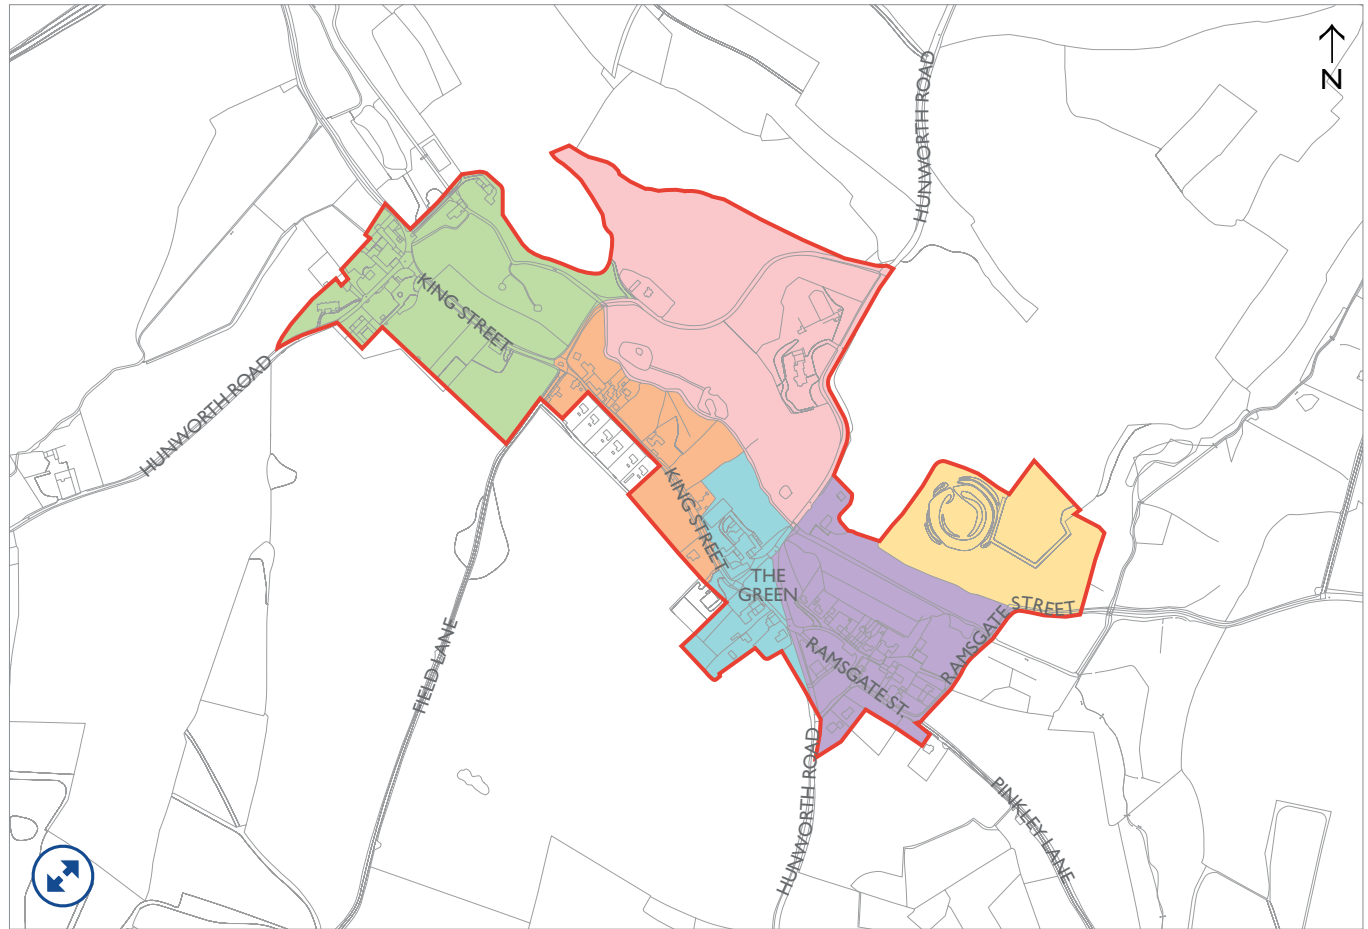 HUNWORTH ROAD
N
KING STREET
HUNWORTH ROAD
KING STREET
THE
GREEN
RAMSGATE STREET
RAMSGATE ST.
FIELD LANE
HUNWORTH ROAD
PINKLEY LANE